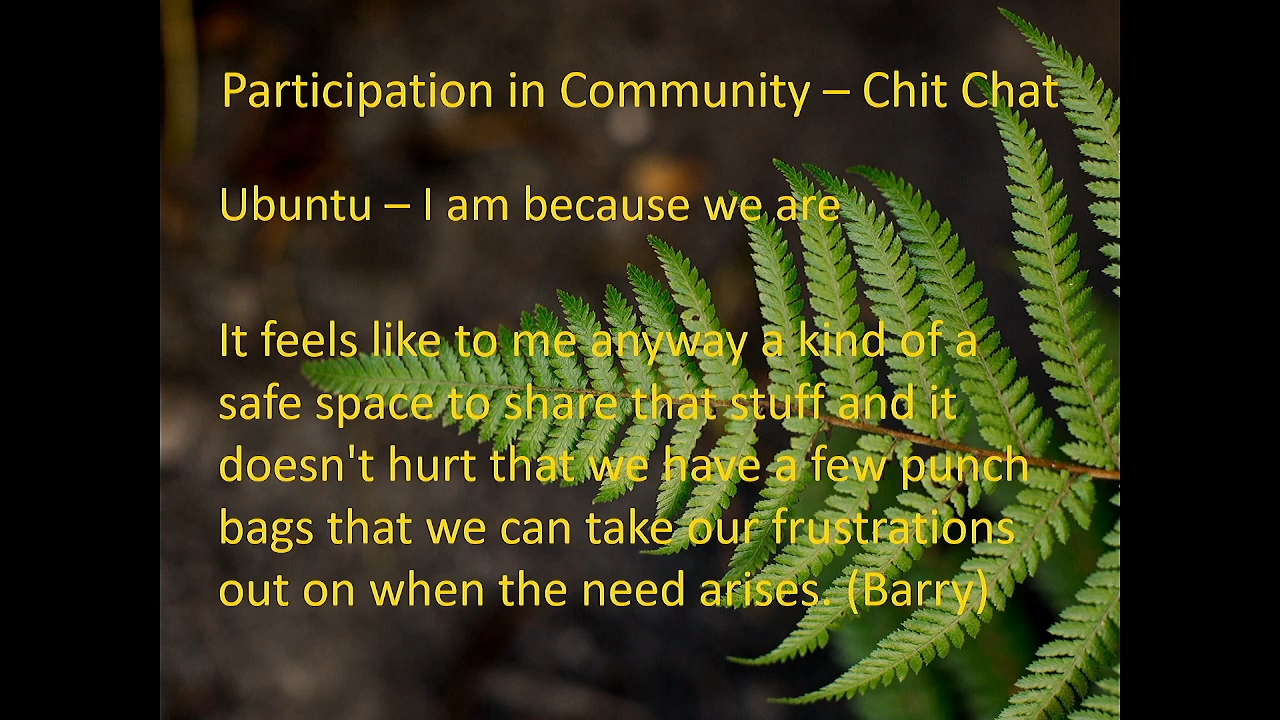 Participation in Community – Chit Chat
Ubuntu – I am because we are
It feels like to me anyway a kind of a
safe space to share that stuff and it
doesn't hurt that we have a few punch
bags that we can take our frustrations
out on when the need arises. (Barry)